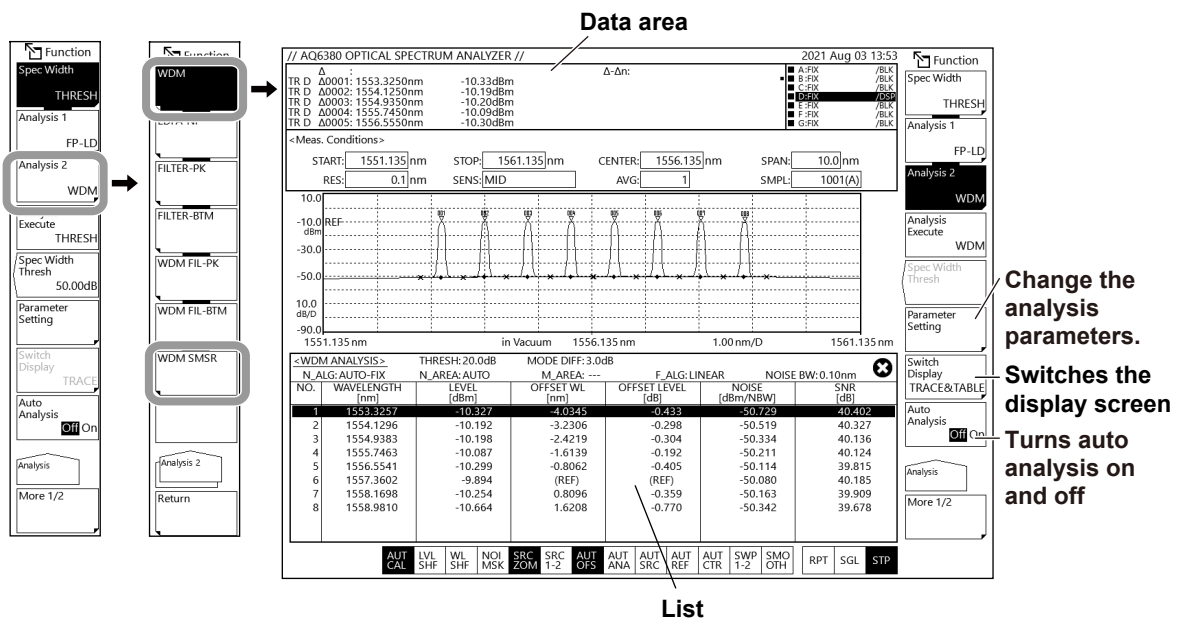 Data area
Function
Spec Width
THRESH
Analysis 1
FP-LD
Analysis 2
WDM
Execute
THRESH
Spec Width
Thresh
50.00dB
Parameter
Setting
Switch
Display
TRACE
Auto
Analysis
Off On
Analysis
More 1/2
Function
WDM
FILTER-PK
FILTER-BTM
WDM FIL-PK
WDM FIL-BTM
WDM SMSR
Analysis 2
Return
// AQ6380 OPTICAL SPECTRUM ANALYZER // 2021 Aug 03 13:53
Δ : Δ-Δn:
TR D Δ0001: 1553.3250nm -10.33dBm
TR D Δ0002: 1554.1250nm -10.19dBm
TR D Δ0003: 1554.9350nm -10.20dBm
TR D Δ0004: 1555.7450nm -10.09dBm
TR D Δ0005: 1556.5550nm -10.30dBm
A:FIX /BLK
B:FIX /BLK
C:FIX /BLK
D:FIX /DSP
E:FIX /BLK
F:FIX /BLK
G:FIX /BLK
<Meas. Conditions>
START: 1551.135 nm STOP: 1561.135 nm CENTER: 1556.135 nm SPAN: 10.0 nm
RES: 0.1 nm SENS: MID AVG: 1 SMPL: 1001(A)
10.0
001 002 003 004 005 006 007 008
-10.0 REF
dBm
-30.0
-50.0
10.0
dB/D
-90.0
1551.135 nm in Vacuum 1556.135 nm 1.00 nm/D 1561.135 nm
<WDM ANALYSIS> THRESH: 20.0dB MODE DIFF: 3.0dB
N_ALG: AUTO-FIX N_AREA: AUTO M_AREA: --- F_ALG: LINEAR NOISE BW: 0.10nm
NO. WAVELENGTH LEVEL OFFSET WL OFFSET LEVEL NOISE SNR
[nm] [dBm] [nm] [dB] [dBm/NBW] [dB]
1 1553.3257 -10.327 -4.0345 -0.433 -50.729 40.402
2 1554.1296 -10.192 -3.2306 -0.298 -50.519 40.327
3 1554.9383 -10.198 -2.4219 -0.304 -50.334 40.136
4 1555.7463 -10.087 -1.6139 -0.192 -50.211 40.124
5 1556.5541 -10.299 -0.8062 -0.405 -50.114 39.815
6 1557.3602 -9.894 (REF) (REF) -50.080 40.185
7 1558.1698 -10.254 0.8096 -0.359 -50.163 39.909
8 1558.9810 -10.664 1.6208 -0.770 -50.342 39.678
AUT CAL LVL SHF WL SHF NOI MSK SRC ZOM SRC 1-2 AUT OFS AUT ANA AUT SRC AUT REF AUT CTR SWP 1-2 SMO OTH RPT SGL STP
Function
Spec Width
THRESH
Analysis 1
FP-LD
Analysis 2
WDM
Analysis
Execute
WDM
Spec Width
Thresh
Parameter
Setting
Switch
Display
TRACE&TABLE
Auto
Analysis
Off On
Analysis
More 1/2
Change the
analysis
parameters.
Switches the
display screen
Turns auto
analysis on
and off
List